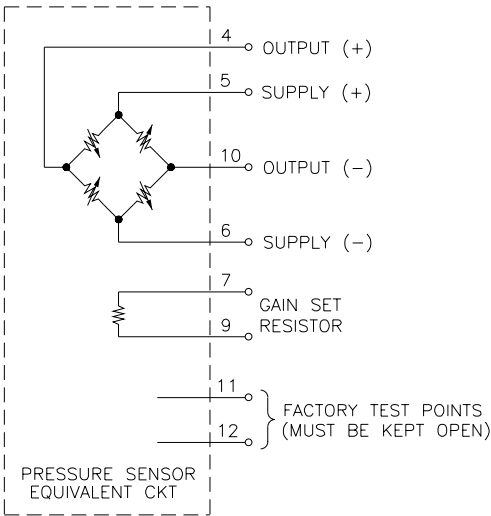 4
OUTPUT (+)
5
SUPPLY (+)
10
OUTPUT (-)
6
SUPPLY (-)
7
GAIN SET
RESISTOR
9
11
FACTORY TEST POINTS
(MUST BE KEPT OPEN)
12
PRESSURE SENSOR
EQUIVALENT CKT